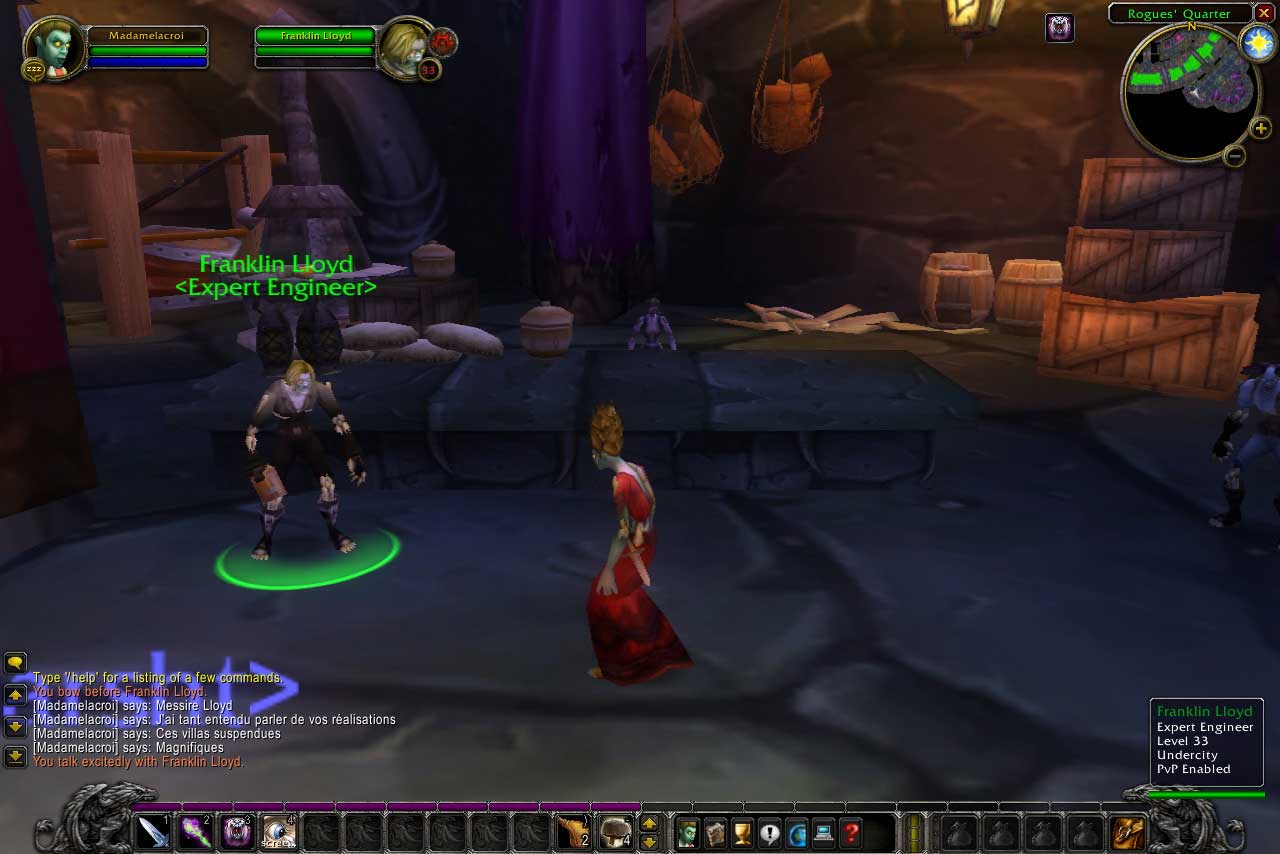 Madamelacroi
zzz
Franklin Lloyd
33
Rogues' Quarter
N
Franklin Lloyd
<Expert Engineer>
Type '/help' for a listing of a few commands.
You bow before Franklin Lloyd.
[Madamelacroi] says: Messire Lloyd
[Madamelacroi] says: J'ai tant entendu parler de vos réalisations
[Madamelacroi] says: Ces villas suspendues
[Madamelacroi] says: Magnifiques
You talk excitedly with Franklin Lloyd.
Franklin Lloyd
Expert Engineer
Level 33
Undercity
PvP Enabled
1
2
3
4
screen
2
4